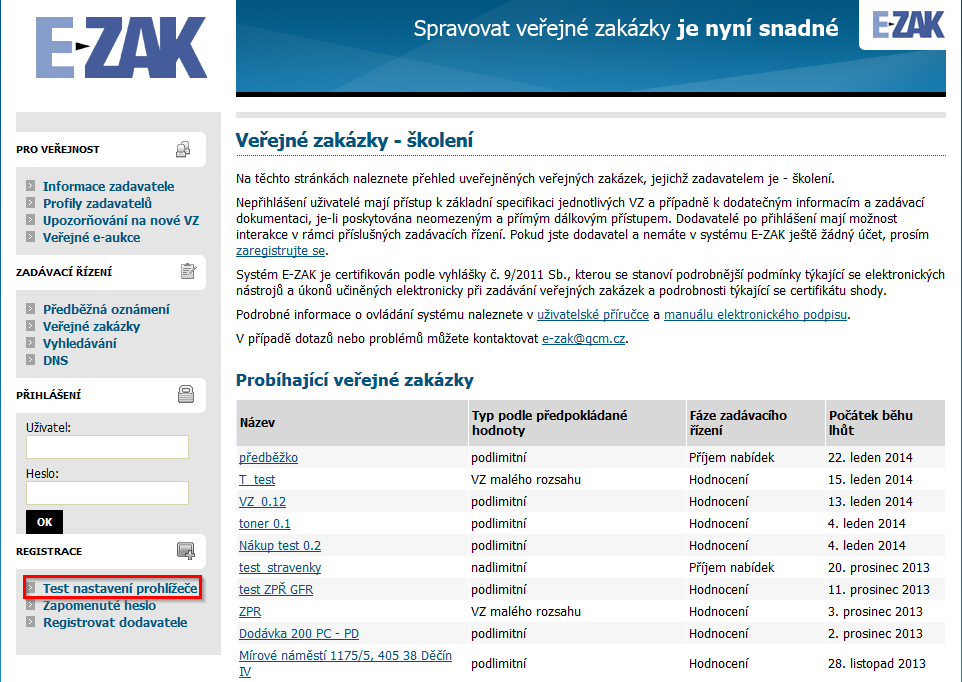 E-ZAK
Spravovat veřejné zakázky je nyní snadné
E-ZAK
PRO VEŘEJNOST
Informace zadavatele
Profily zadavatelů
Upozorňování na nové VZ
Veřejné e-aukce
ZADÁVACÍ ŘÍZENÍ
Předběžná oznámení
Veřejné zakázky
Vyhledávání
DNS
PŘIHLÁŠENÍ
Uživatel:
Heslo:
OK
REGISTRACE
Test nastavení prohlížeče
Zapomenuté heslo
Registrovat dodavatele
Veřejné zakázky - školení
Na těchto stránkách naleznete přehled uveřejněných veřejných zakázek, jejichž zadavatelem je - školení.
Nepřihlášení uživatelé mají přístup k základní specifikaci jednotlivých VZ a případně k dodatečným informacím a zadávací
dokumentaci, je-li poskytována neomezeným a přímým dálkovým přístupem. Dodavatelé po přihlášení mají možnost
interakce v rámci příslušných zadávacích řízení. Pokud jste dodavatel a nemáte v systému E-ZAK ještě žádný účet, prosím
zaregistrujte se.
Systém E-ZAK je certifikován podle vyhlášky č. 9/2011 Sb., kterou se stanoví podrobnější podmínky týkající se elektronických
nástrojů a úkonů učiněných elektronicky při zadávání veřejných zakázek a podrobnosti týkající se certifikátu shody.
Podrobné informace o ovládání systému naleznete v uživatelské příručce a manuálu elektronického podpisu.
V případě dotazů nebo problémů můžete kontaktovat e-zak@qcm.cz.
Probíhající veřejné zakázky
Název Typ podle předpokládané hodnoty Fáze zadávacího řízení Počátek běhu lhůt
předběžko podlimitní Příjem nabídek 22. leden 2014
T_test VZ malého rozsahu Hodnocení 15. leden 2014
VZ_0.12 podlimitní Hodnocení 13. leden 2014
toner 0.1 podlimitní Hodnocení 4. leden 2014
Nákup test 0.2 podlimitní Hodnocení 4. leden 2014
test_stravenky nadlimitní Příjem nabídek 20. prosinec 2013
test ZPŘ GFR podlimitní Hodnocení 11. prosinec 2013
ZPR VZ malého rozsahu Hodnocení 3. prosinec 2013
Dodávka 200 PC - PD podlimitní Hodnocení 2. prosinec 2013
Mírové náměstí 1175/5, 405 38 Děčín
IV podlimitní Hodnocení 28. listopad 2013